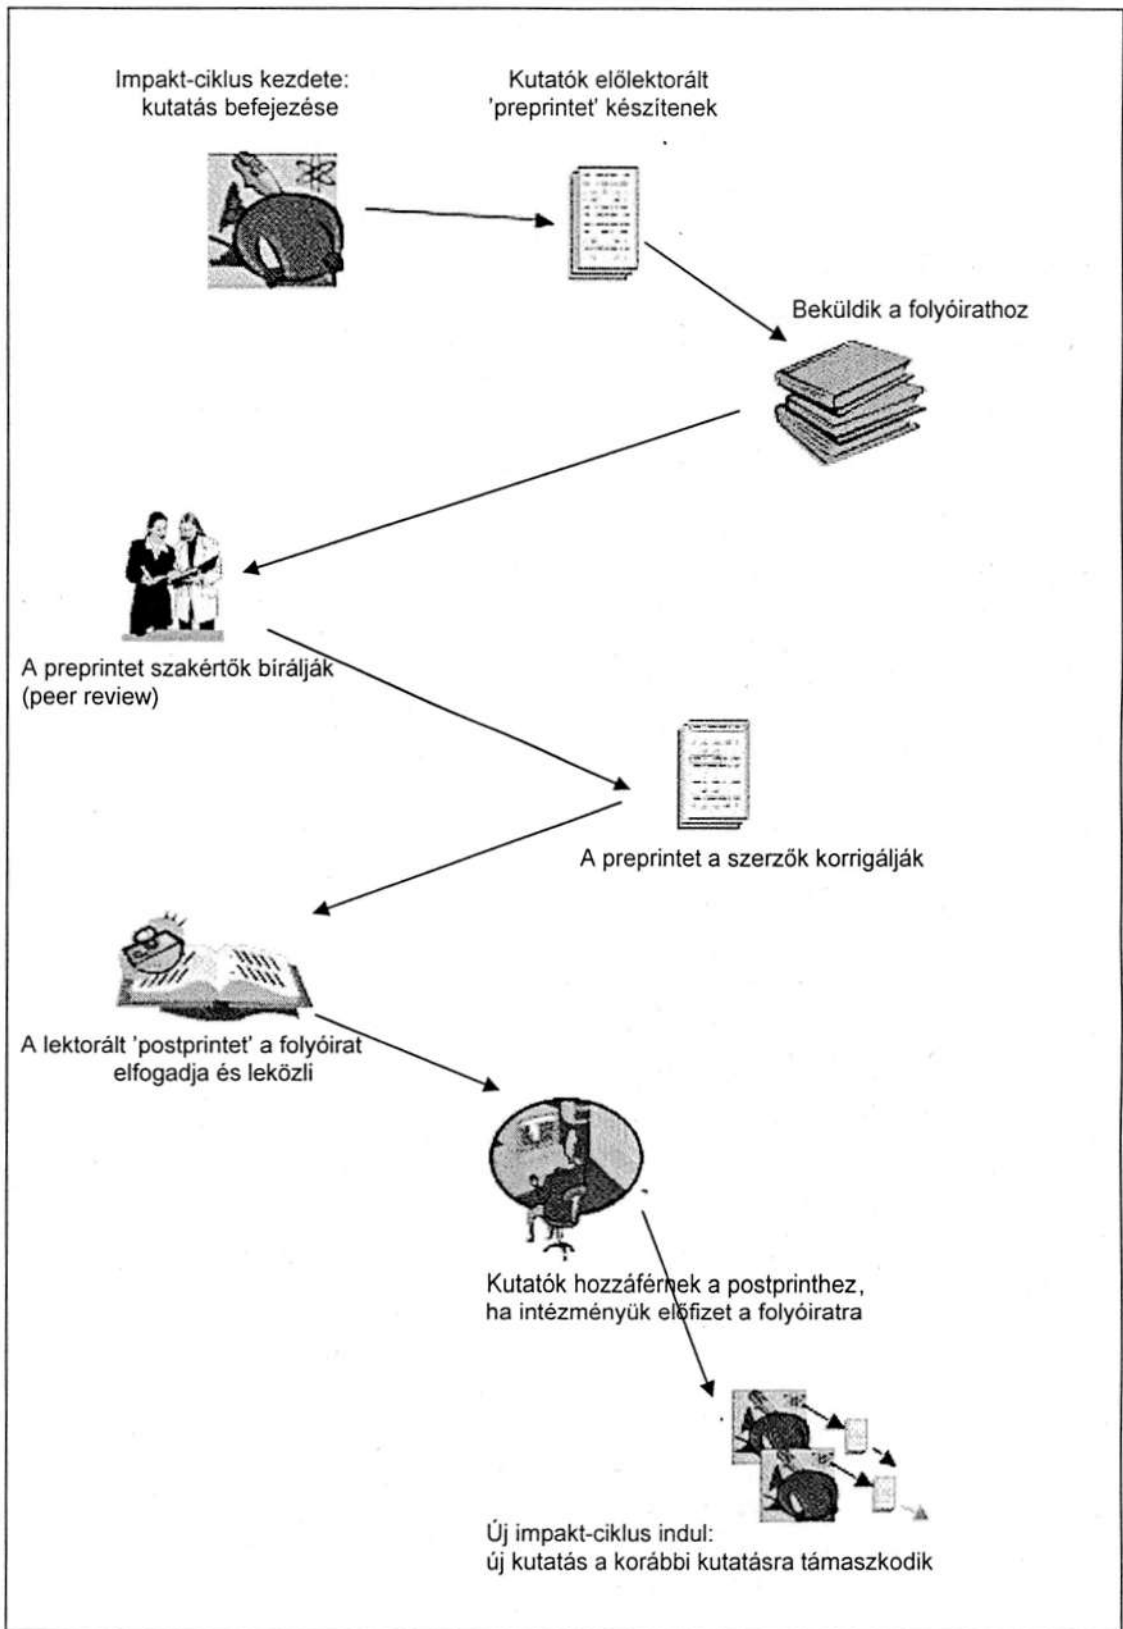 Impakt-ciklus kezdete:
kutatás befejezése
Kutatók előlektorált
'preprintet' készítenek
Beküldik a folyóirathoz
A preprintet szakértők bírálják
(peer review)
A preprintet a szerzők korrigálják
A lektorált 'postprintet' a folyóirat
elfogadja és leközli
Kutatók hozzáférnek a postprinthez,
ha intézményük előfizet a folyóiratra
Új impakt-ciklus indul:
új kutatás a korábbi kutatásra támaszkodik